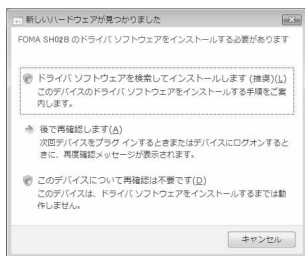 新しいハードウェアが見つかりました
FOMA SH02B のドライバ ソフトウェアをインストールする必要があります
ドライバ ソフトウェアを検索してインストールします (推奨)(L)
このデバイスのドライバ ソフトウェアをインストールする手順をご案
内します。
後で再確認します(A)
次回デバイスをプラグ インするときまたはデバイスにログオンすると
きに、再度確認メッセージが表示されます。
このデバイスについて再確認は不要です(D)
このデバイスは、ドライバ ソフトウェアをインストールするまでは動
作しません。
キャンセル